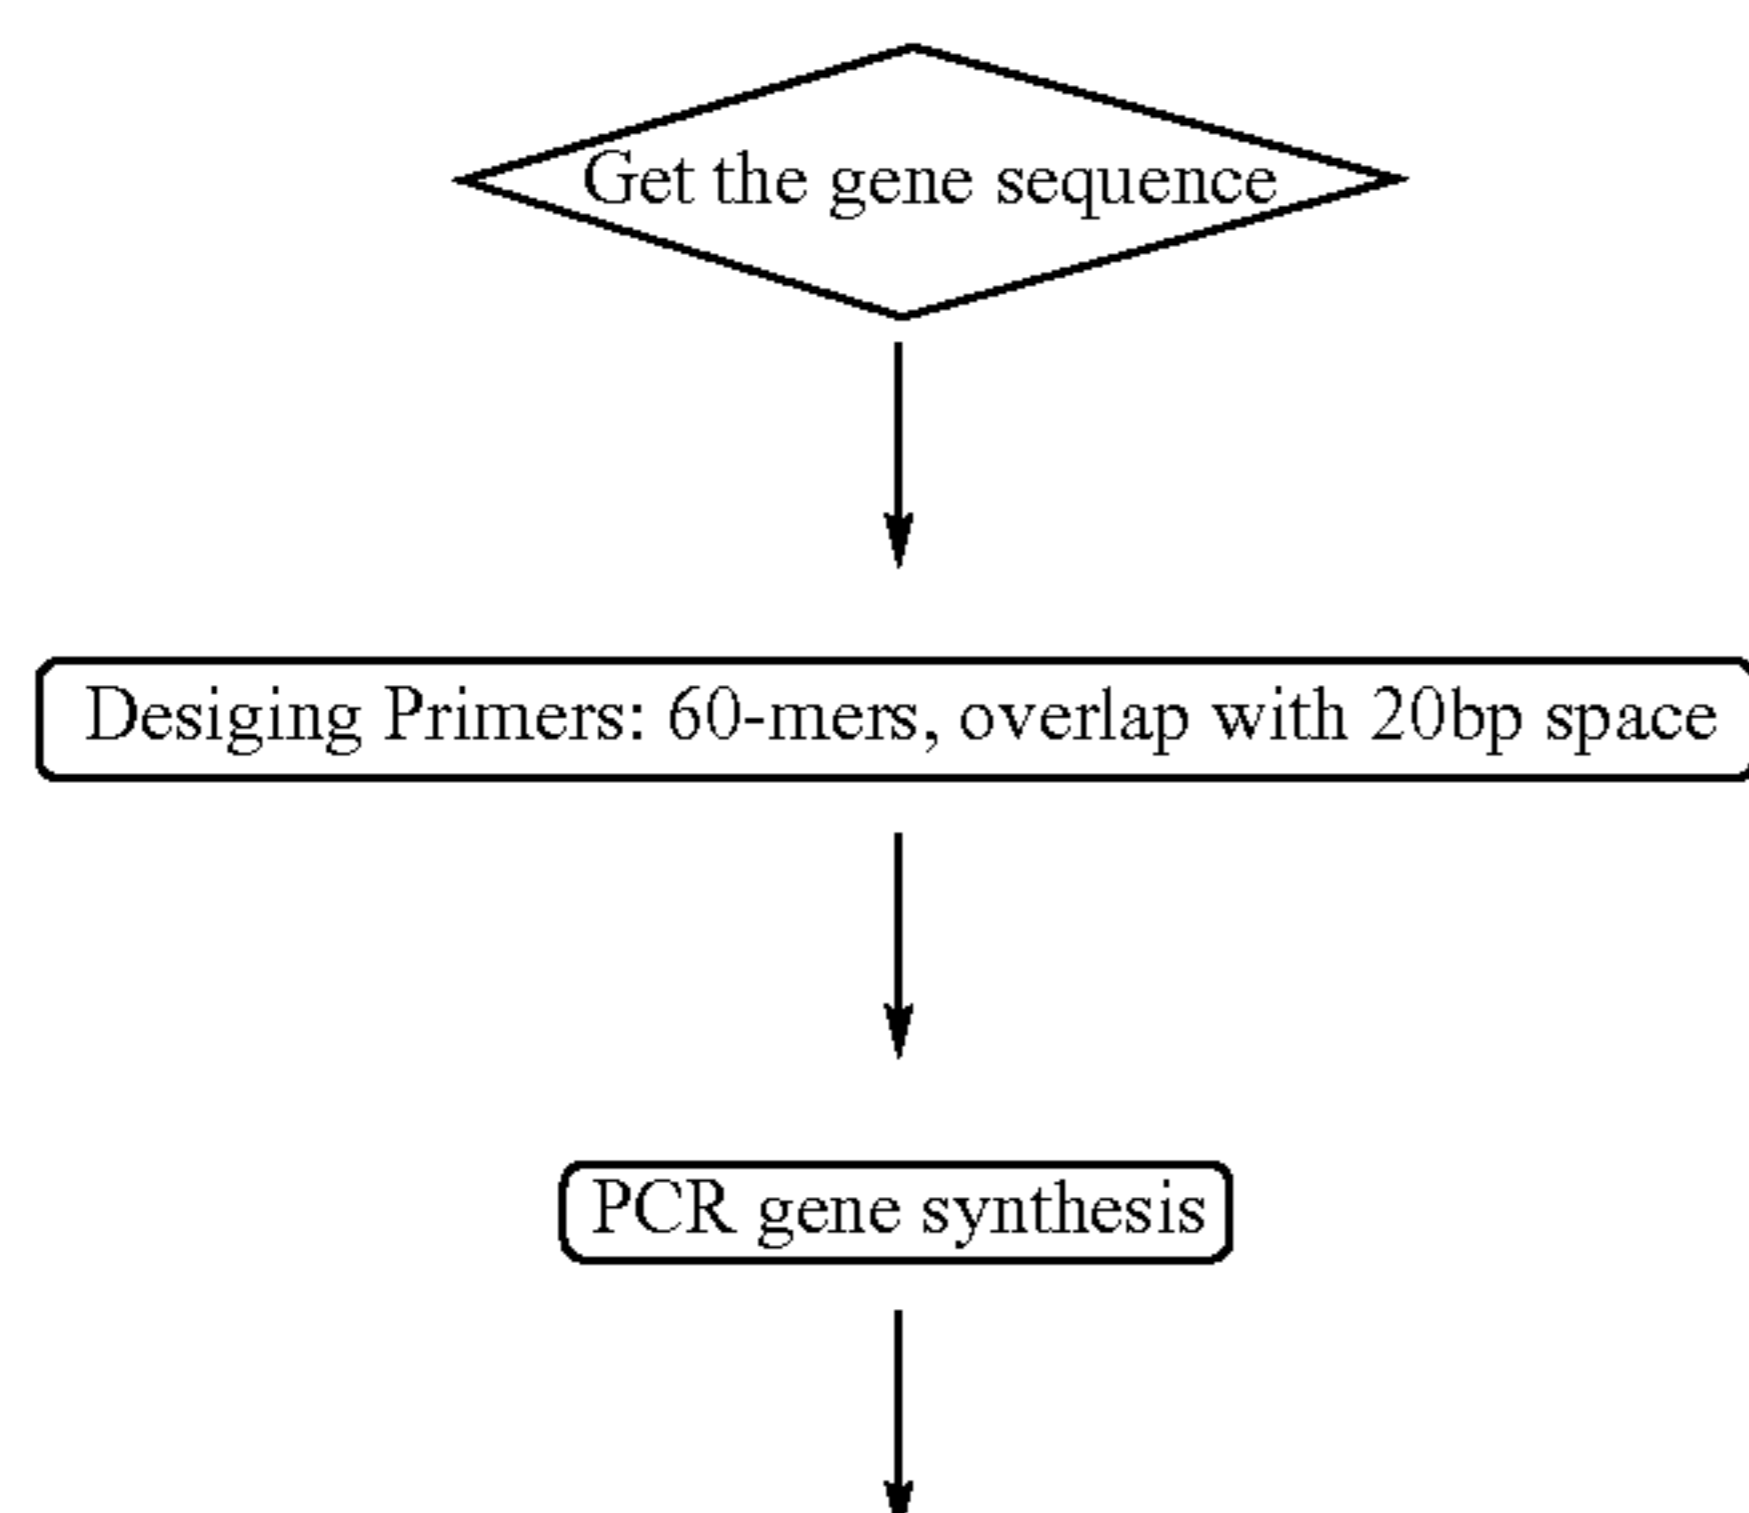 Get the gene sequence
Desiging Primers: 60-mers, overlap with 20bp space
PCR gene synthesis